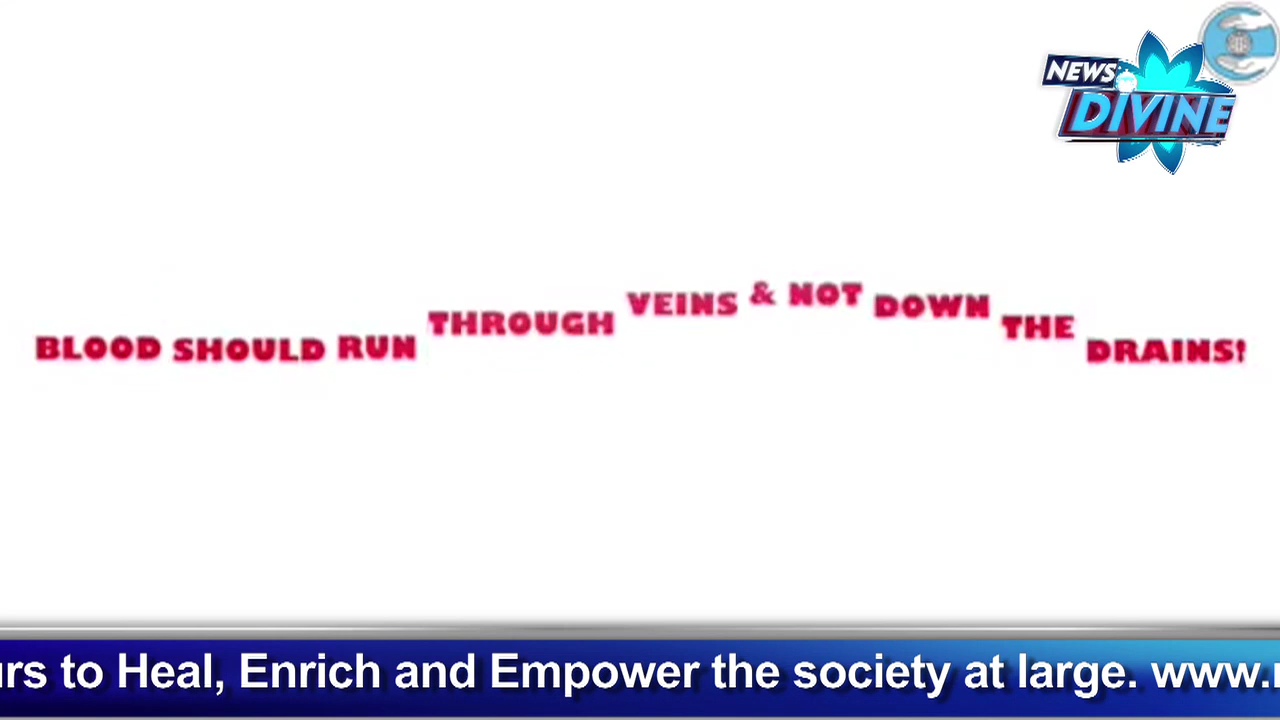 NEWS
DIVINE
BLOOD SHOULD RUN THROUGH VEINS & NOT DOWN THE DRAINS!
to Heal, Enrich and Empower the society at large. www.